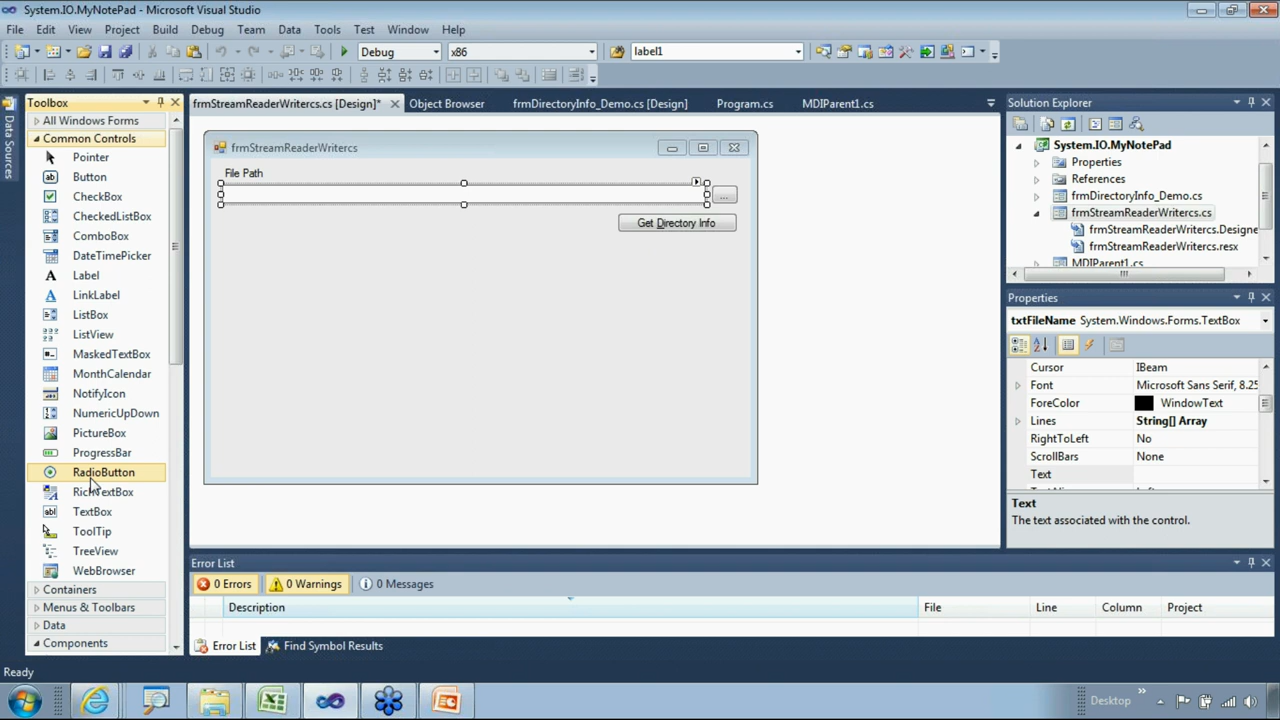 System.IO.MyNotePad - Microsoft Visual Studio
File Edit View Project Build Debug Team Data Tools Test Window Help
Debug x86 label1
Data Sources
Toolbox
All Windows Forms
Common Controls
Pointer
Button
CheckBox
CheckedListBox
ComboBox
DateTimePicker
Label
LinkLabel
ListBox
ListView
MaskedTextBox
MonthCalendar
NotifyIcon
NumericUpDown
PictureBox
ProgressBar
RadioButton
RichTextBox
TextBox
ToolTip
TreeView
WebBrowser
Containers
Menus & Toolbars
Data
Components
frmStreamReaderWritercs.cs [Design]* Object Browser frmDirectoryInfo_Demo.cs [Design] Program.cs MDIParent1.cs
frmStreamReaderWritercs
File Path
...
Get Directory Info
Solution Explorer
System.IO.MyNotePad
Properties
References
frmDirectoryInfo_Demo.cs
frmStreamReaderWritercs.cs
frmStreamReaderWritercs.Designe
frmStreamReaderWritercs.resx
MDIParent1.cs
Properties
txtFileName System.Windows.Forms.TextBox
Cursor IBeam
Font Microsoft Sans Serif, 8.25
ForeColor WindowText
Lines String[] Array
RightToLeft No
ScrollBars None
Text
Text
The text associated with the control.
Error List
0 Errors 0 Warnings 0 Messages
Description File Line Column Project
Error List Find Symbol Results
Ready
Desktop